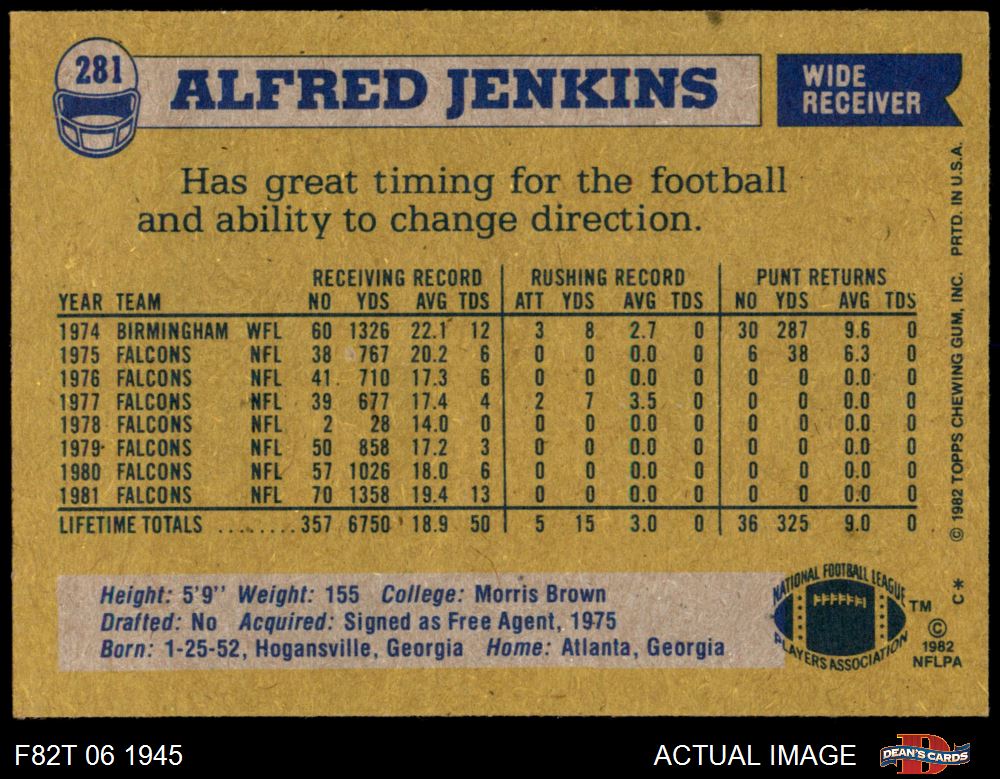 281
ALFRED JENKINS
WIDE
RECEIVER
Has great timing for the football
and ability to change direction.
RECEIVING RECORD RUSHING RECORD PUNT RETURNS
YEAR TEAM NO YDS AVG TDS ATT YDS AVG TDS NO YDS AVG TDS
1974 BIRMINGHAM WFL 60 1326 22.1 12 3 8 2.7 0 30 287 9.6 0
1975 FALCONS NFL 38 767 20.2 6 0 0 0.0 0 6 38 6.3 0
1976 FALCONS NFL 41 710 17.3 6 0 0 0.0 0 0 0 0.0 0
1977 FALCONS NFL 39 677 17.4 4 2 7 3.5 0 0 0 0.0 0
1978 FALCONS NFL 2 28 14.0 0 0 0 0.0 0 0 0 0.0 0
1979 FALCONS NFL 50 858 17.2 3 0 0 0.0 0 0 0 0.0 0
1980 FALCONS NFL 57 1026 18.0 6 0 0 0.0 0 0 0 0.0 0
1981 FALCONS NFL 70 1358 19.4 13 0 0 0.0 0 0 0 0.0 0
LIFETIME TOTALS ........ 357 6750 18.9 50 5 15 3.0 0 36 325 9.0 0
Height: 5'9" Weight: 155 College: Morris Brown
Drafted: No Acquired: Signed as Free Agent, 1975
Born: 1-25-52, Hogansville, Georgia Home: Atlanta, Georgia
NATIONAL FOOTBALL LEAGUE
PLAYERS ASSOCIATION
TM
©
1982
NFLPA
C*
© 1982 TOPPS CHEWING GUM, INC. PRTD. IN U.S.A.
F82T 06 1945
ACTUAL IMAGE
DEAN'S CARDS